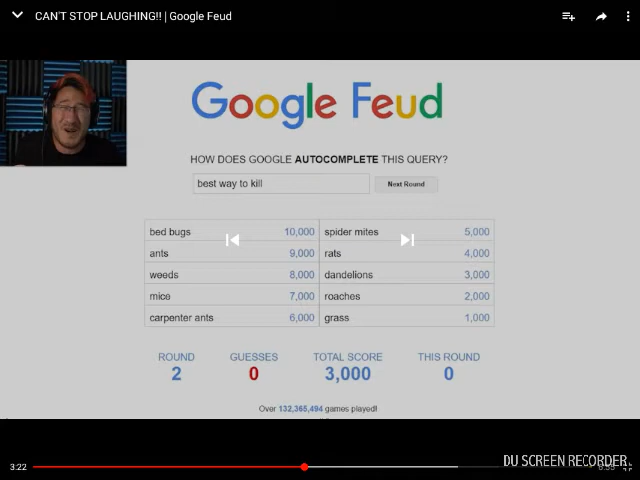 CAN'T STOP LAUGHING!! | Google Feud
Google Feud
HOW DOES GOOGLE AUTOCOMPLETE THIS QUERY?
best way to kill
Next Round
bed bugs 10,000 spider mites 5,000
ants 9,000 rats 4,000
weeds 8,000 dandelions 3,000
mice 7,000 roaches 2,000
carpenter ants 6,000 grass 1,000
ROUND GUESSES TOTAL SCORE THIS ROUND
2 0 3,000 0
Over 132,365,494 games played!
DU SCREEN RECORDER
3:22